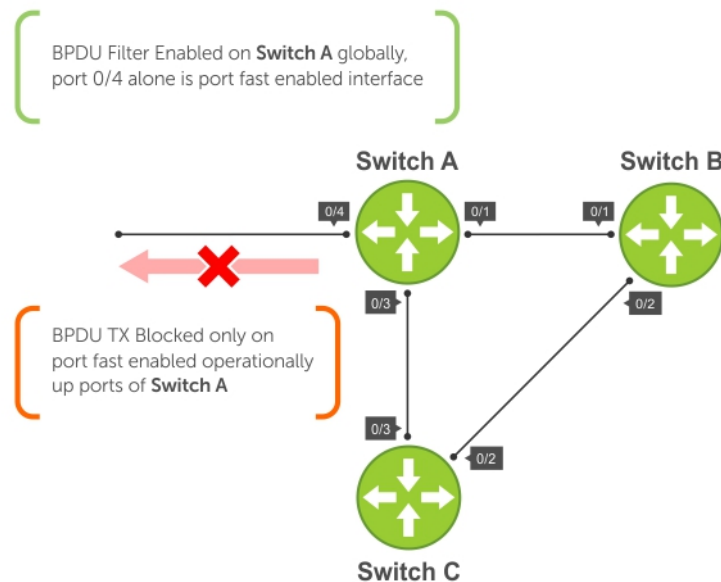 BPDU Filter Enabled on Switch A globally,
port 0/4 alone is port fast enabled interface
Switch A
Switch B
0/4
0/1
0/1
0/3
0/2
BPDU TX Blocked only on
port fast enabled operationally
up ports of Switch A
0/3
0/2
Switch C